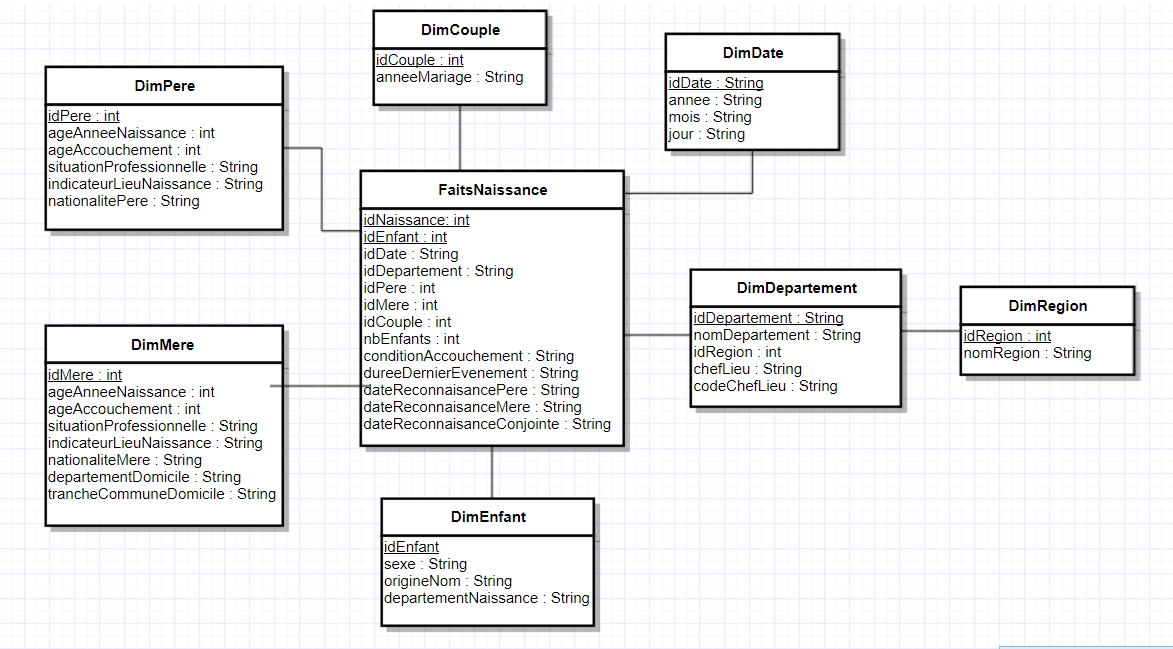 DimCouple
idCouple : int
anneeMariage : String
DimDate
idDate : String
annee : String
mois : String
jour : String
DimPere
idPere : int
ageAnneeNaissance : int
ageAccouchement : int
situationProfessionnelle : String
indicateurLieuNaissance : String
nationalitePere : String
FaitsNaissance
idNaissance: int
idEnfant : int
idDate : String
idDepartement : String
idPere : int
idMere : int
idCouple : int
nbEnfants : int
conditionAccouchement : String
dureeDernierEvenement : String
dateReconnaisancePere : String
dateReconnaisanceMere : String
dateReconnaisanceConjointe : String
DimDepartement
idDepartement : String
nomDepartement : String
idRegion : int
chefLieu : String
codeChefLieu : String
DimRegion
idRegion : int
nomRegion : String
DimMere
idMere : int
ageAnneeNaissance : int
ageAccouchement : int
situationProfessionnelle : String
indicateurLieuNaissance : String
nationaliteMere : String
departementDomicile : String
trancheCommuneDomicile : String
DimEnfant
idEnfant
sexe : String
origineNom : String
departementNaissance : String